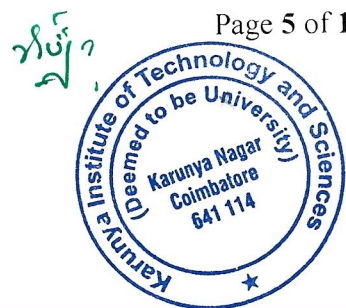 Page 5 of 1
Karunya Institute of Technology and Sciences
(Deemed to be University)
Karunya Nagar
Coimbatore
641 114